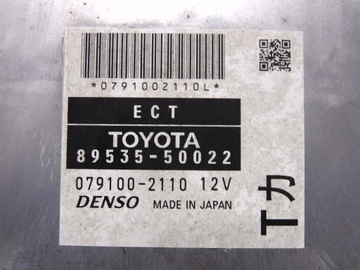 *0791002110L*
ECT
TOYOTA
89535-50022
079100-2110 12V
DENSO MADE IN JAPAN
Tカ